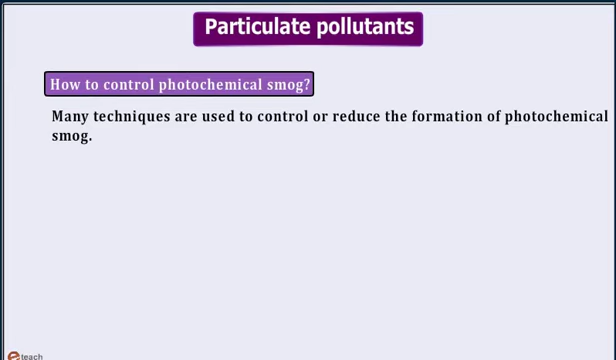 Particulate pollutants
How to control photochemical smog?
Many techniques are used to control or reduce the formation of photochemical
smog.
e teach